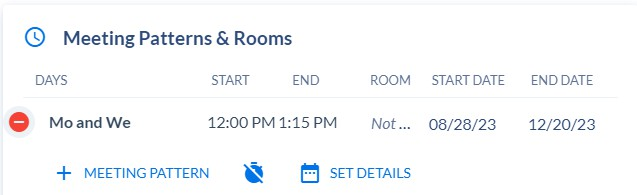 Meeting Patterns & Rooms
DAYS START END ROOM START DATE END DATE
Mo and We 12:00 PM 1:15 PM Not ... 08/28/23 12/20/23
+ MEETING PATTERN SET DETAILS